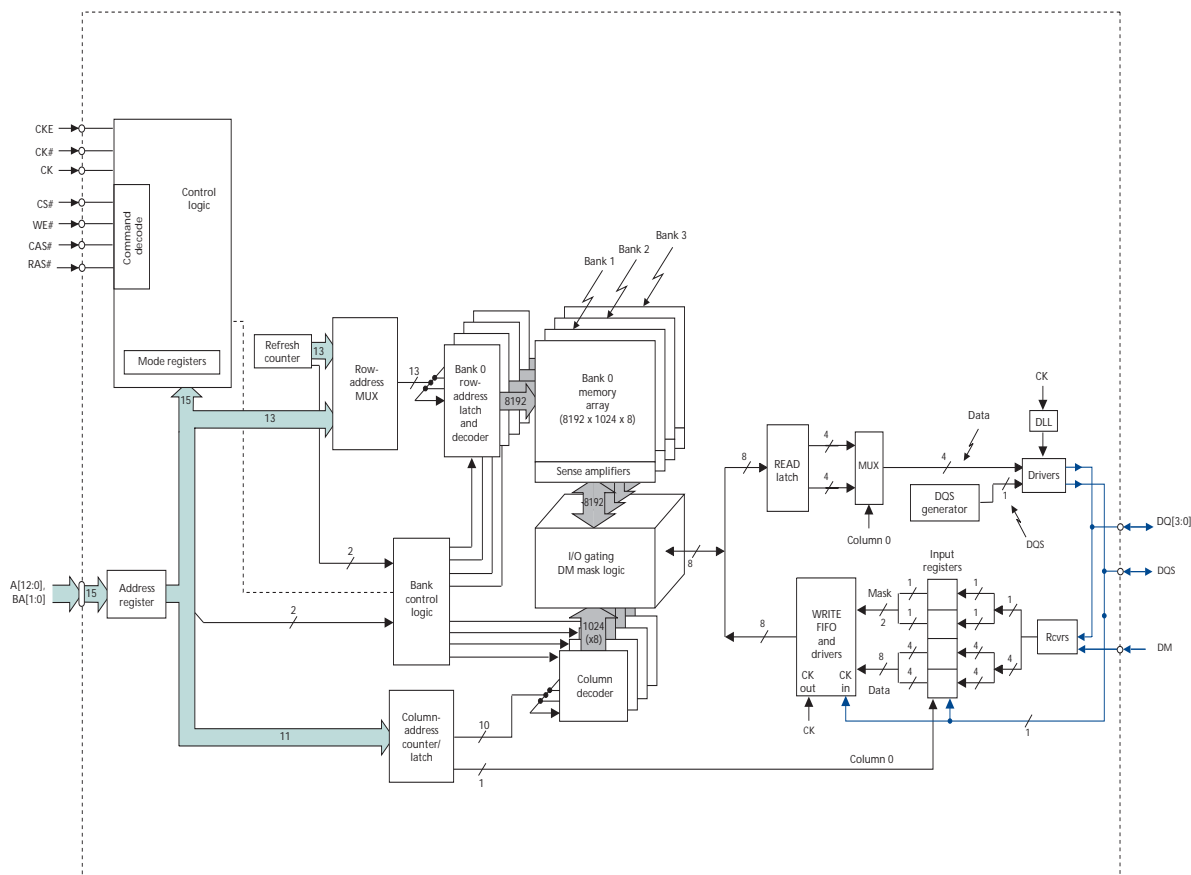 CKE
CK#
CK
CS#
WE#
CAS#
RAS#
Control
logic
Command
decode
Mode registers
15
Refresh
counter
13
13
Row-
address
MUX
13
Bank 0
row-
address
latch
and
decoder
8192
Bank 1
Bank 2
Bank 3
Bank 0
memory
array
(8192 x 1024 x 8)
Sense amplifiers
8192
I/O gating
DM mask logic
8
8
READ
latch
4
4
MUX
Column 0
4
Data
CK
DLL
Drivers
DQS
generator
1
DQS
DQ[3:0]
DQS
DM
A[12:0],
BA[1:0]
15
Address
register
2
2
Bank
control
logic
1024
(x8)
Column
decoder
11
Column-
address
counter/
latch
10
1
Column 0
8
WRITE
FIFO
and
drivers
CK
out
CK
in
CK
Mask
2
8
Data
Input
registers
1
1
4
4
1
1
4
4
1
4
Rcvrs
1